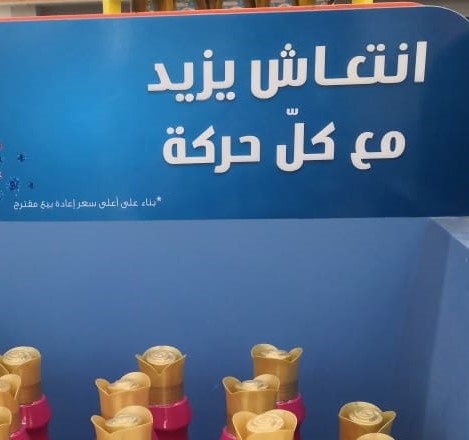 انتعاش يزيد
مع كلّ حركة
*بناء على أعلى سعر إعادة بيع مقترح